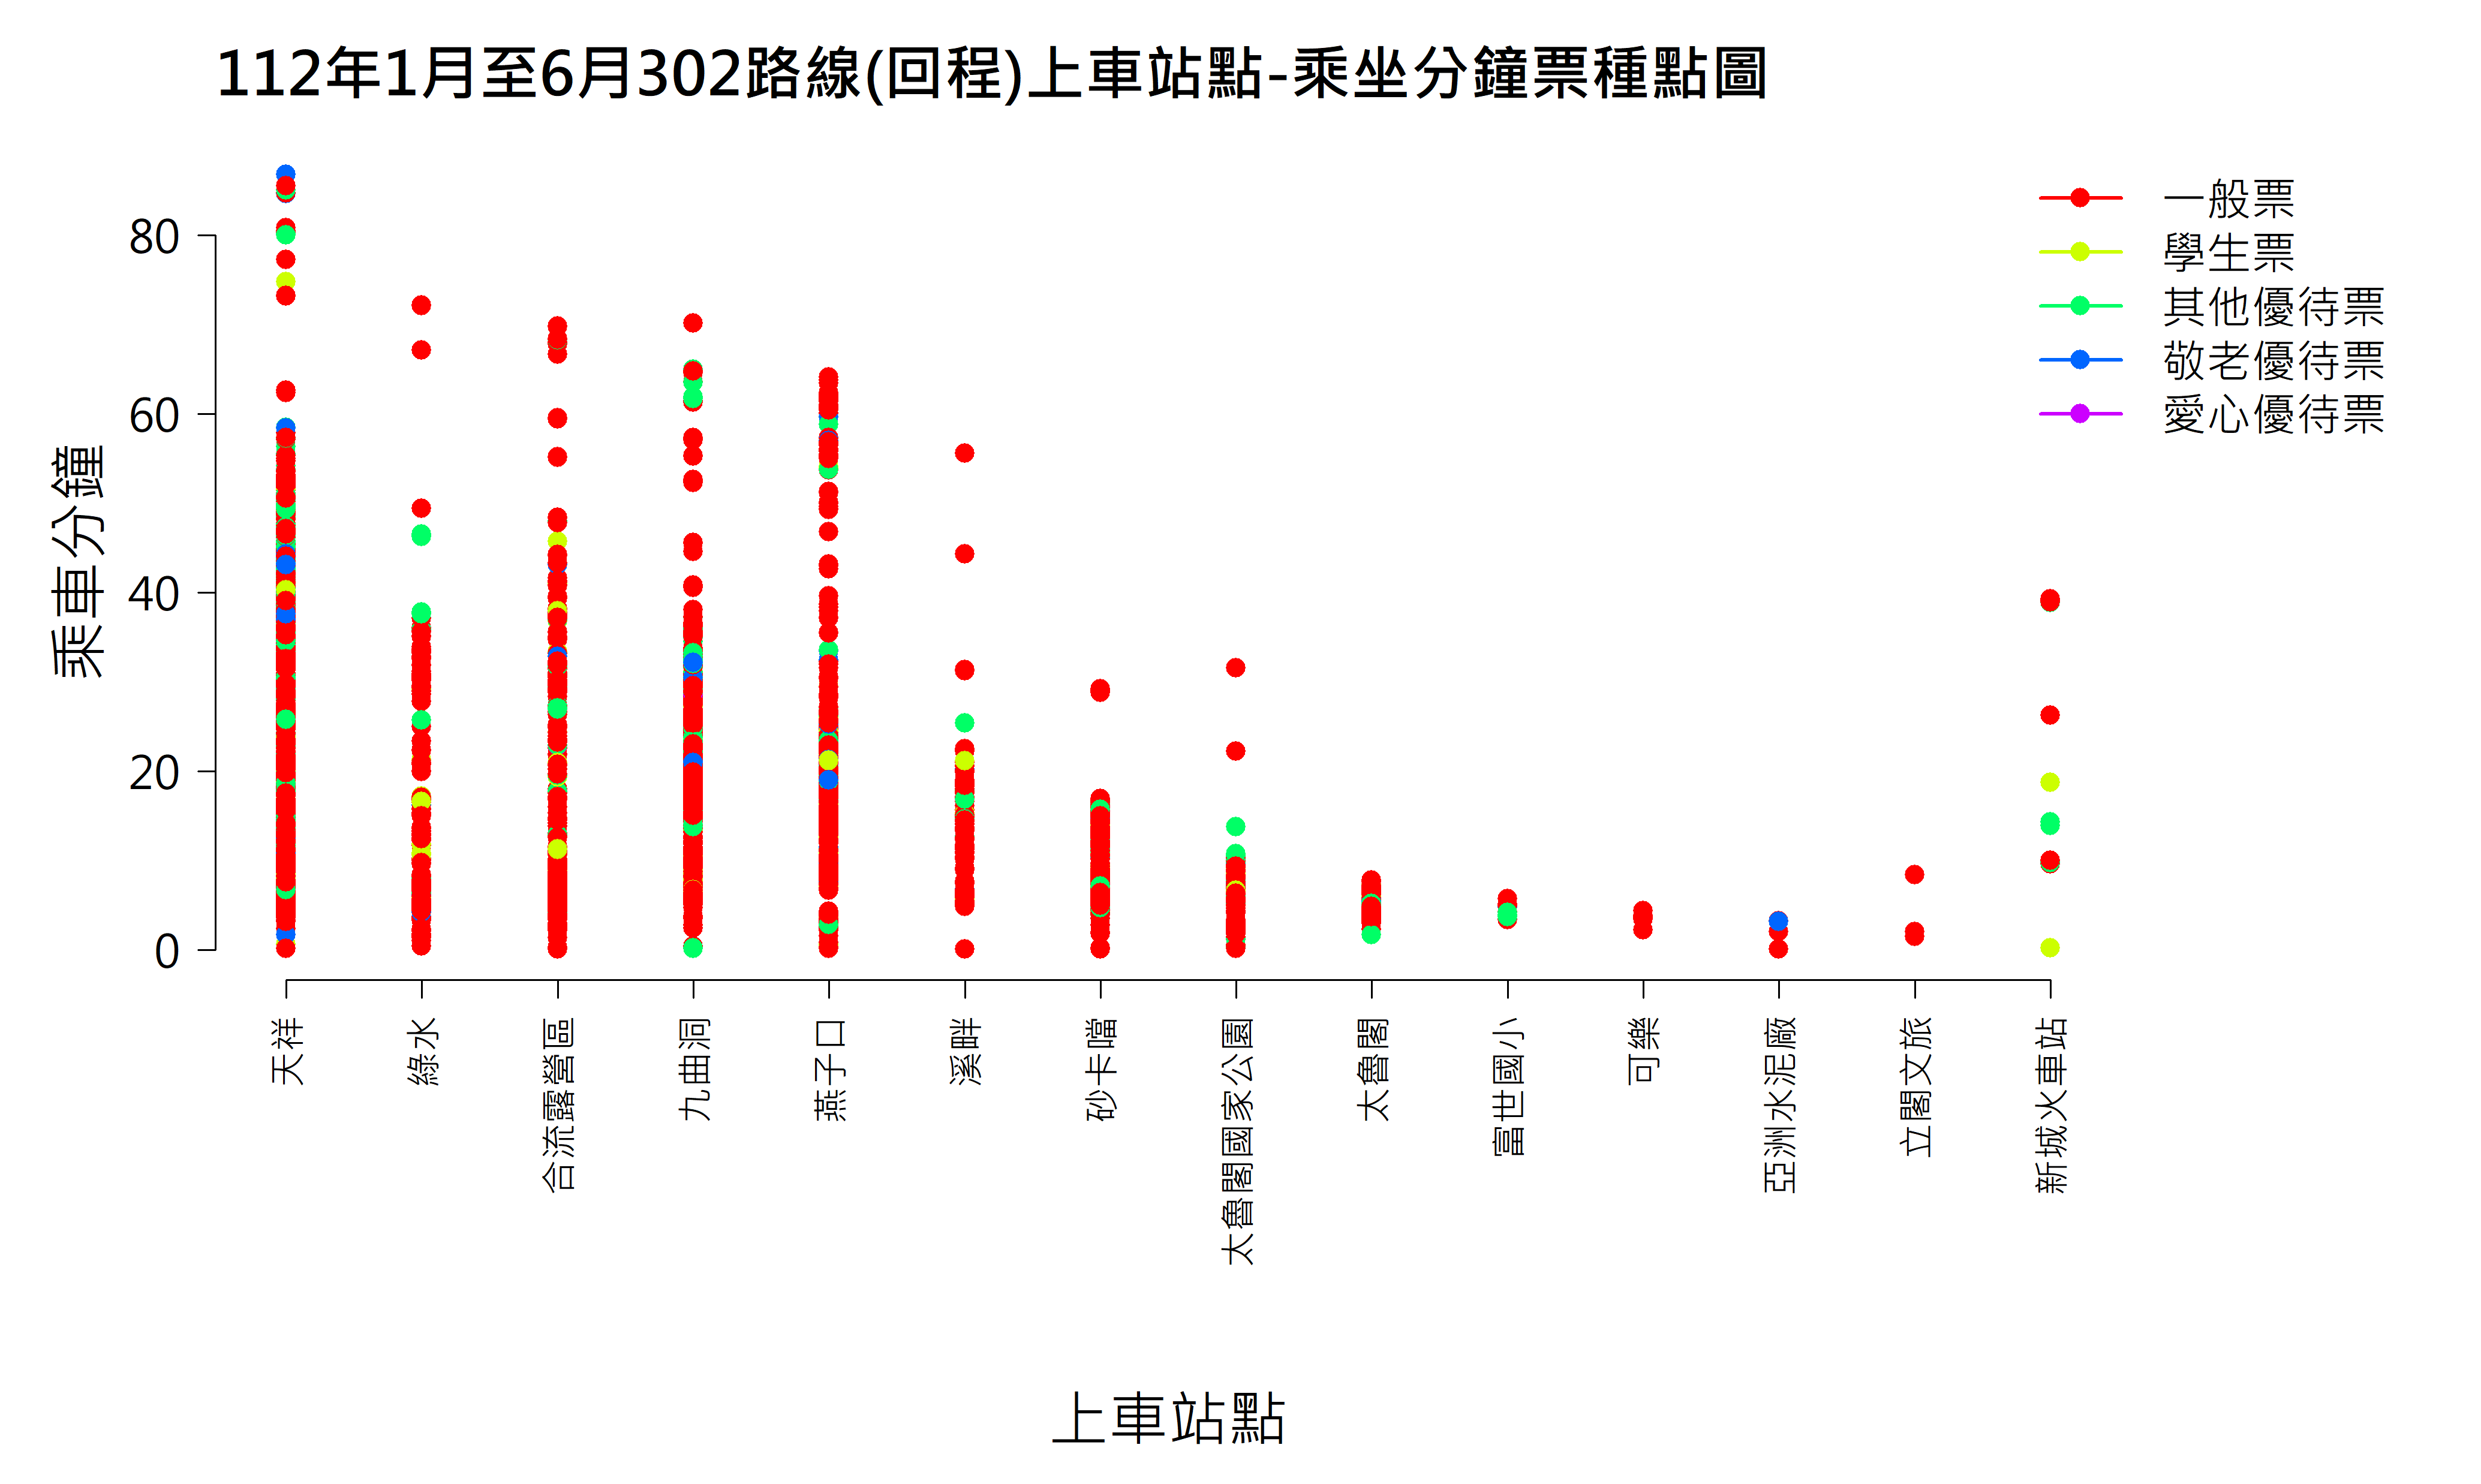 112年1月至6月302路線(回程)上車站點-乘坐分鐘票種點圖
一般票
學生票
其他優待票
敬老優待票
愛心優待票
乘車分鐘
80
60
40
20
0
天祥
綠水
合流露營區
九曲洞
燕子口
溪畔
砂卡噹
太魯閣國家公園
太魯閣
富世國小
可樂
亞洲水泥廠
立閣文旅
新城火車站
上車站點